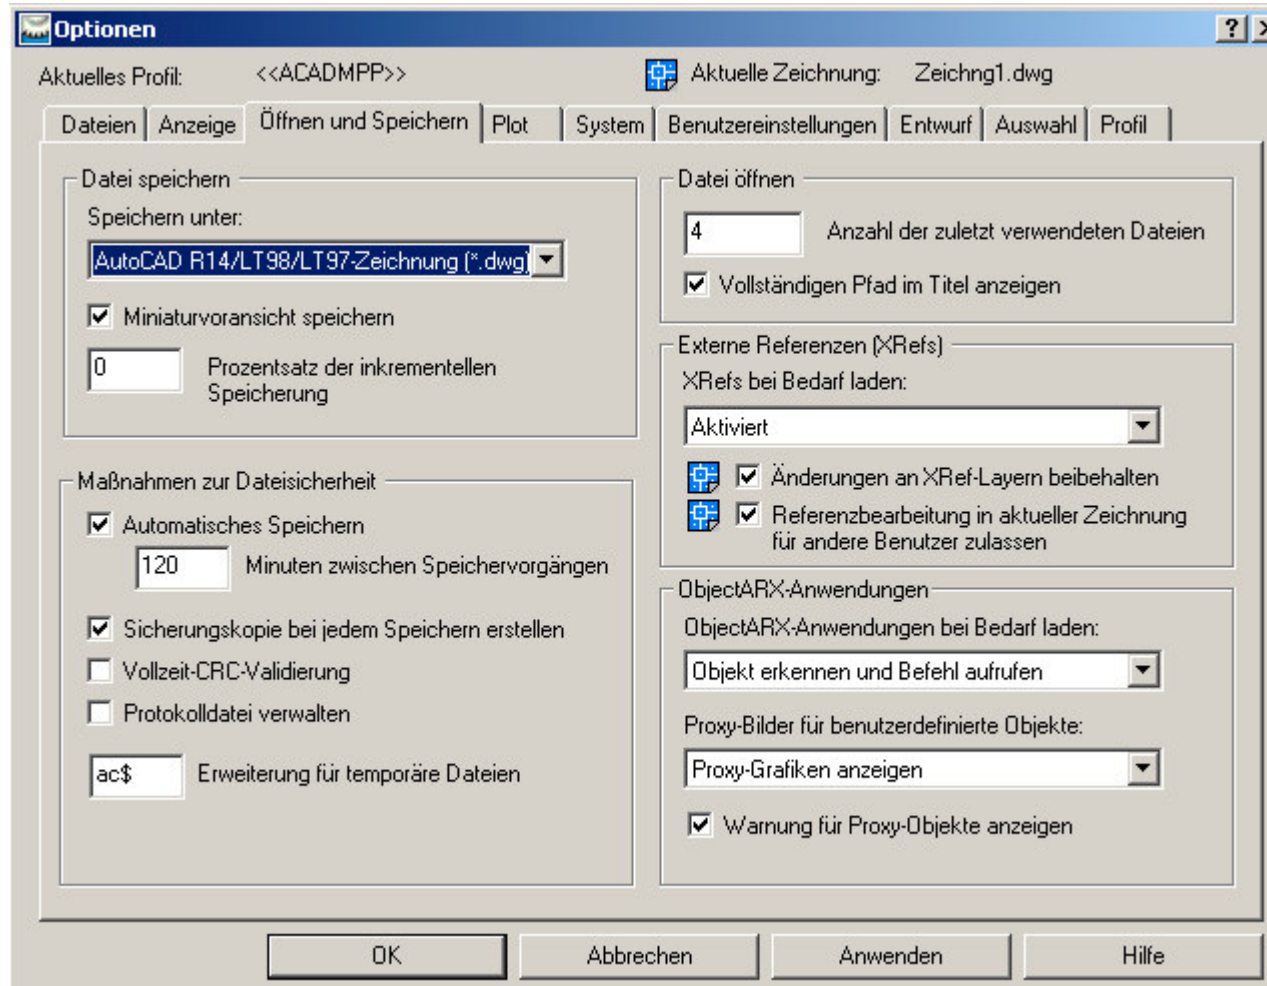 Optionen
Aktuelles Profil: <<ACADMPP>> Aktuelle Zeichnung: Zeichng1.dwg
Dateien Anzeige Öffnen und Speichern Plot System Benutzereinstellungen Entwurf Auswahl Profil
Datei speichern
Speichern unter:
AutoCAD R14/LT98/LT97-Zeichnung (*.dwg)
Miniaturvoransicht speichern
0 Prozentsatz der inkrementellen
Speicherung
Maßnahmen zur Dateisicherheit
Automatisches Speichern
120 Minuten zwischen Speichervorgängen
Sicherungskopie bei jedem Speichern erstellen
Vollzeit-CRC-Validierung
Protokolldatei verwalten
ac$ Erweiterung für temporäre Dateien
Datei öffnen
4 Anzahl der zuletzt verwendeten Dateien
Vollständigen Pfad im Titel anzeigen
Externe Referenzen (XRefs)
XRefs bei Bedarf laden:
Aktiviert
Änderungen an XRef-Layern beibehalten
Referenzbearbeitung in aktueller Zeichnung
für andere Benutzer zulassen
ObjectARX-Anwendungen
ObjectARX-Anwendungen bei Bedarf laden:
Objekt erkennen und Befehl aufrufen
Proxy-Bilder für benutzerdefinierte Objekte:
Proxy-Grafiken anzeigen
Warnung für Proxy-Objekte anzeigen
OK Abbrechen Anwenden Hilfe